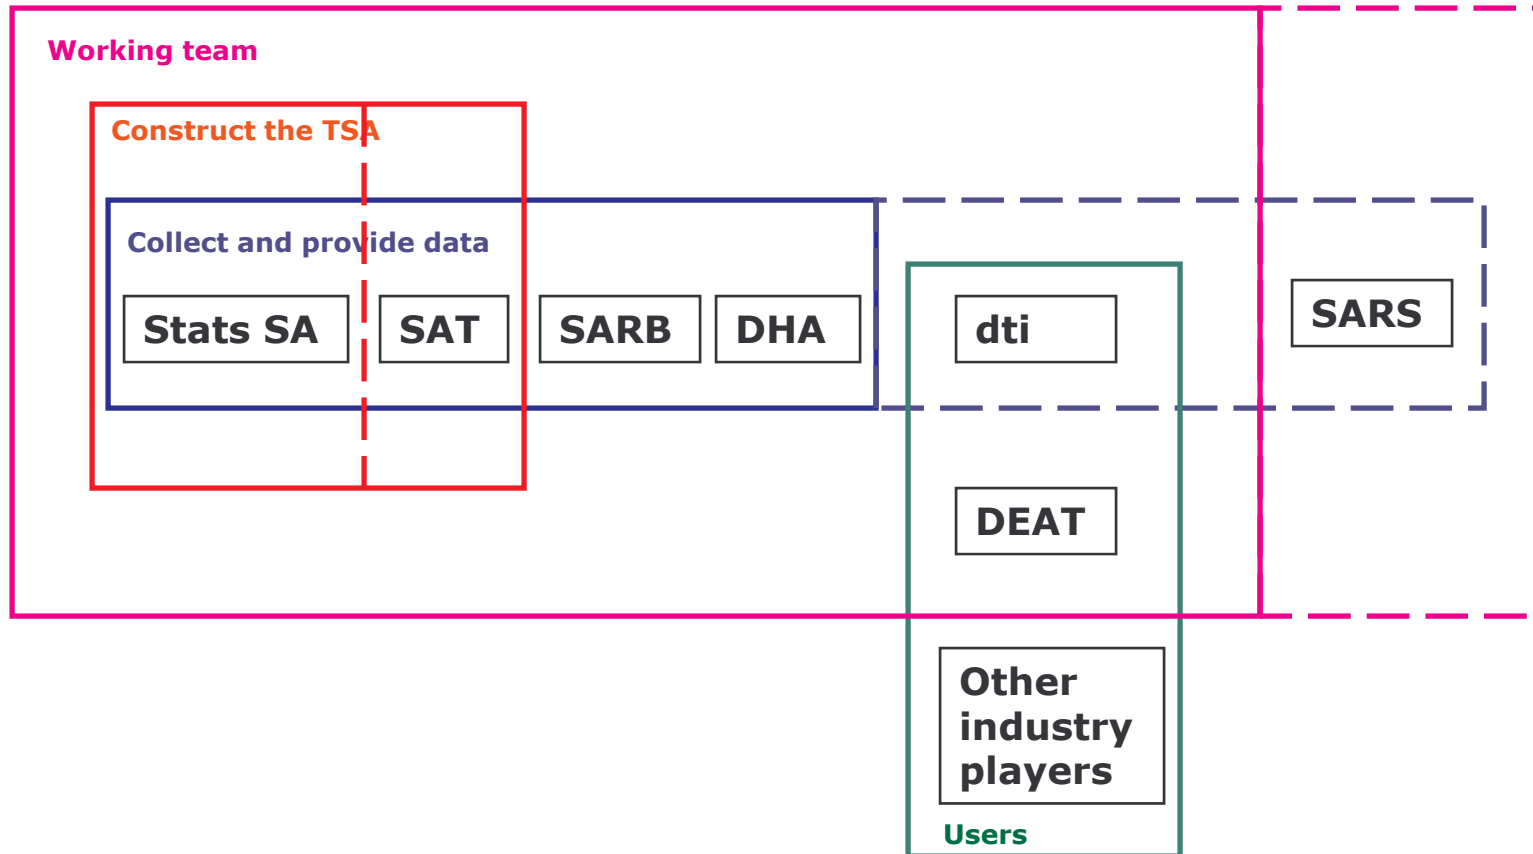 Working team
Construct the TSA
Collect and provide data
Stats SA
SAT
SARB
DHA
dti
SARS
DEAT
Other
industry
players
Users